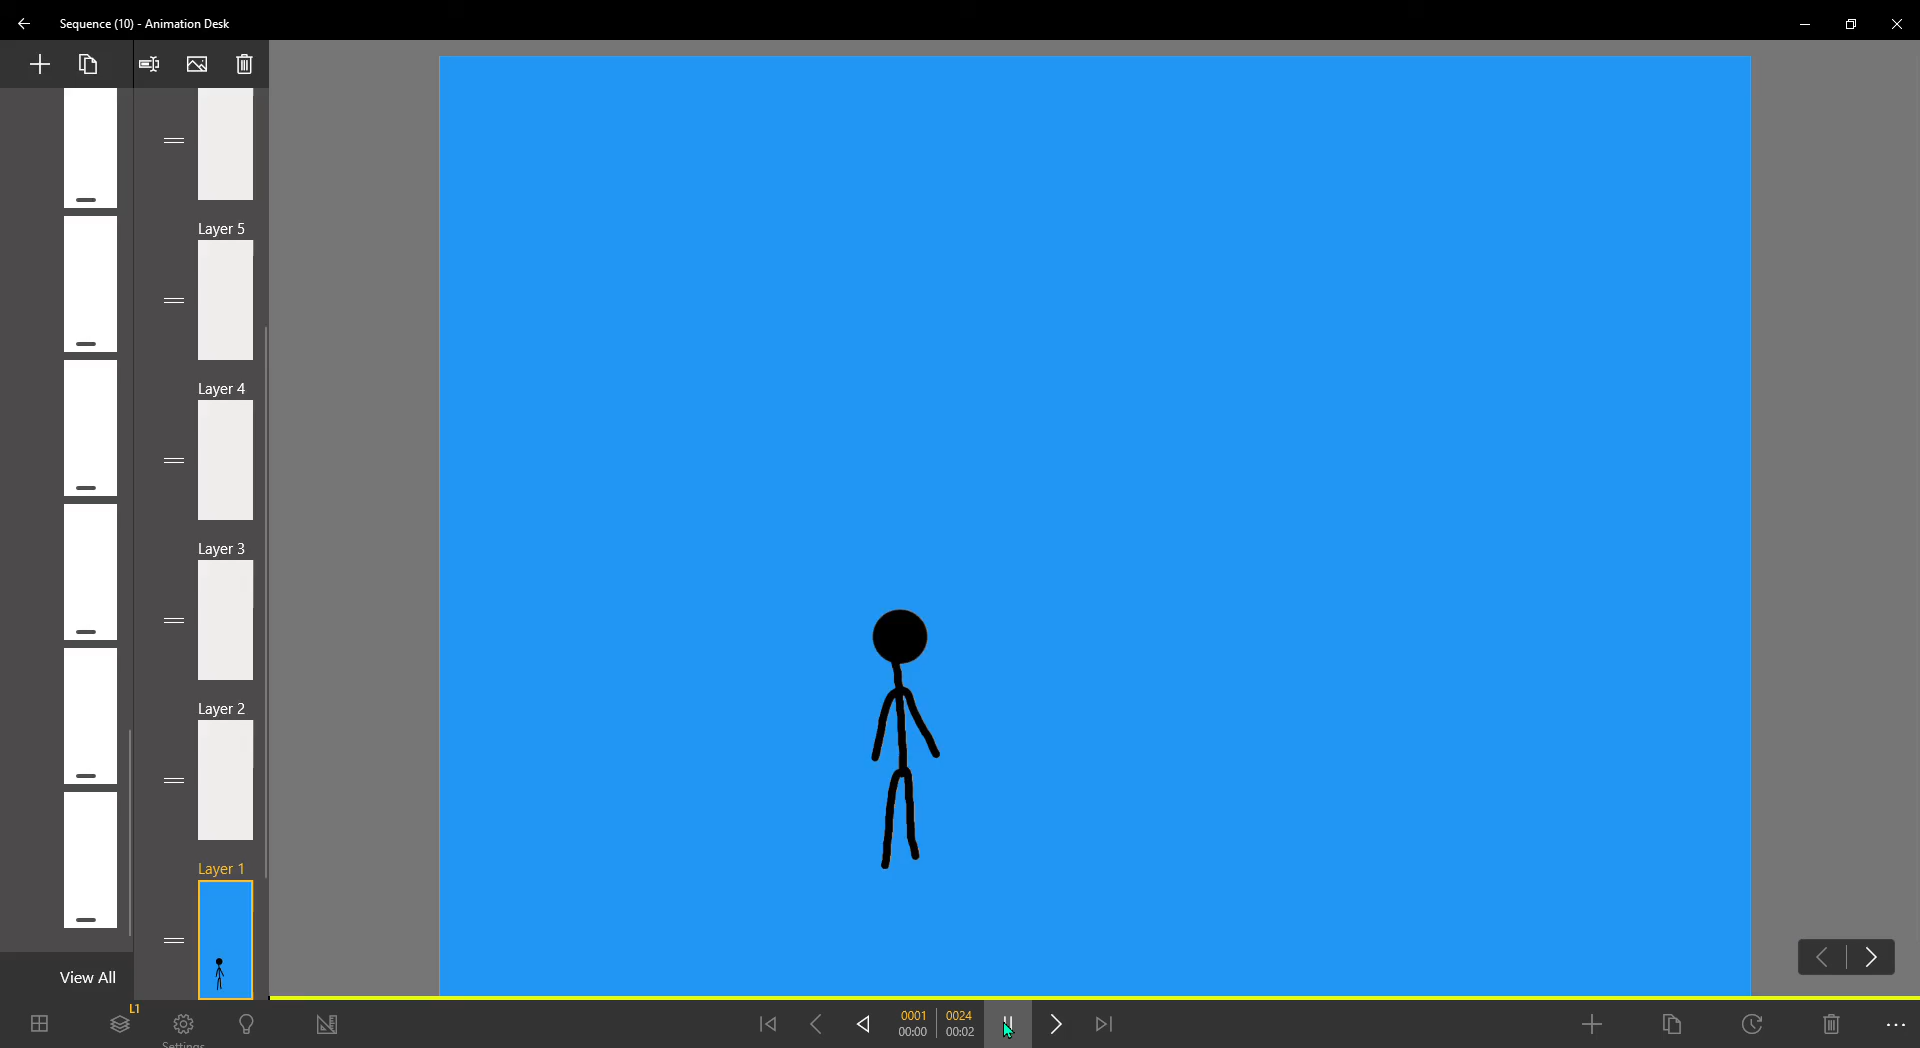 Sequence (10) - Animation Desk
Layer 5
Layer 4
Layer 3
Layer 2
Layer 1
View All
L1
0001
0024
00:00
00:02
Settings